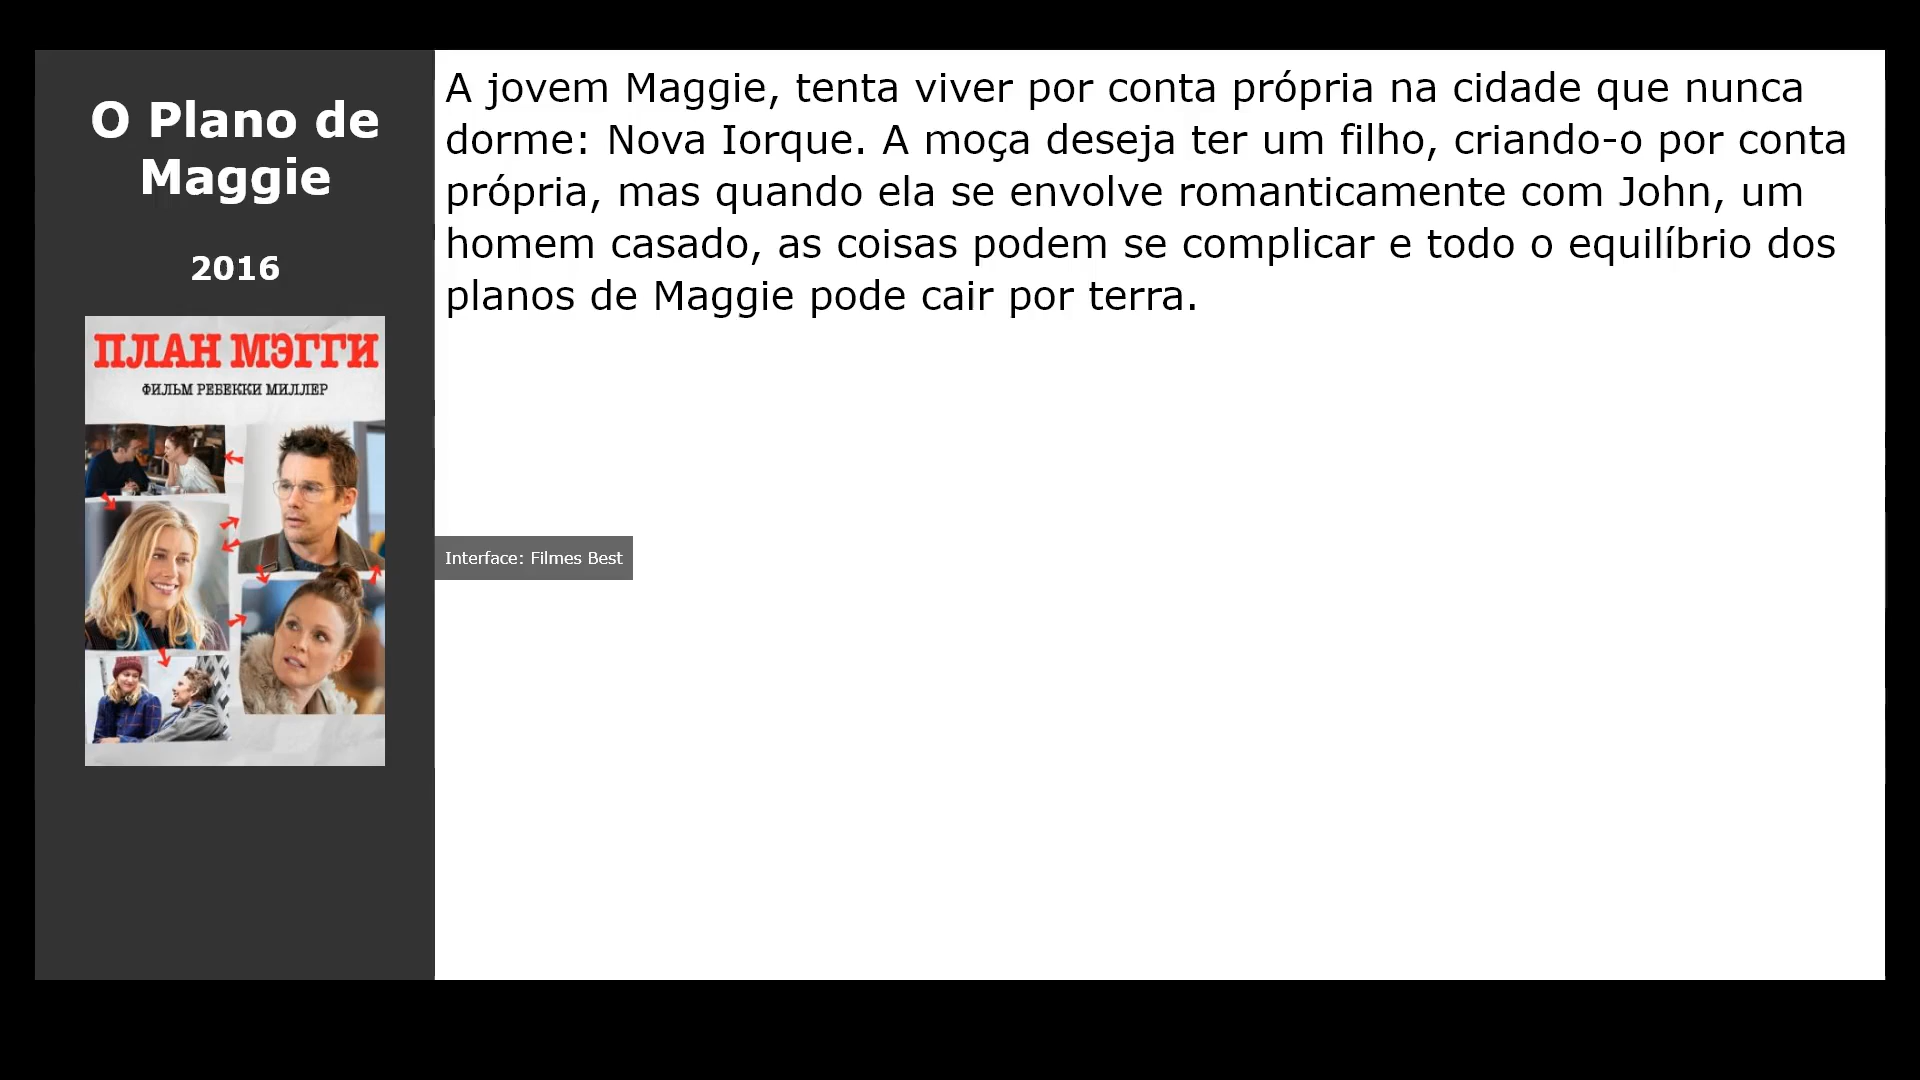 O Plano de
Maggie
2016
ПЛАН МЭГГИ
ФИЛЬМ РЕБЕККИ МИЛЛЕР
A jovem Maggie, tenta viver por conta própria na cidade que nunca
dorme: Nova Iorque. A moça deseja ter um filho, criando-o por conta
própria, mas quando ela se envolve romanticamente com John, um
homem casado, as coisas podem se complicar e todo o equilíbrio dos
planos de Maggie pode cair por terra.
Interface: Filmes Best